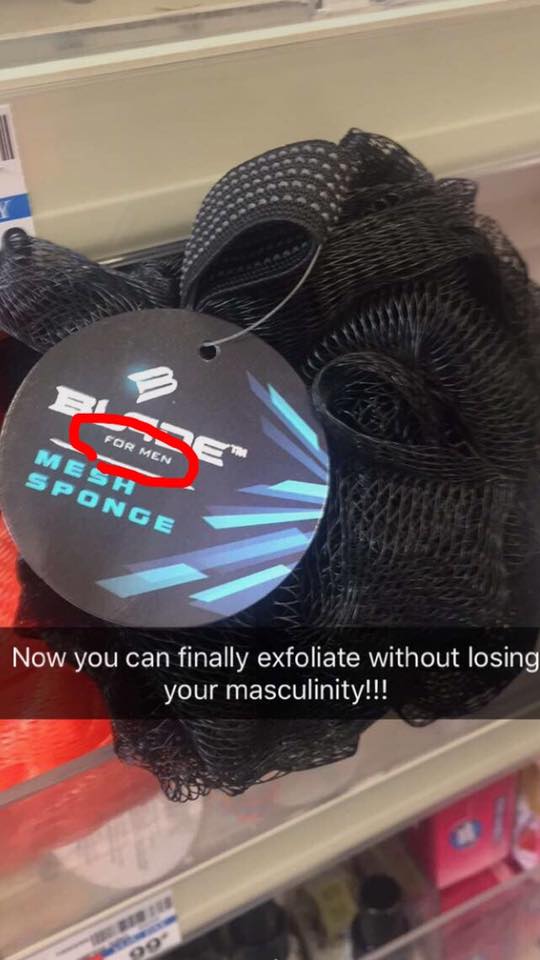 Y
B
BLADE™
FOR MEN
MESH
SPONGE
Now you can finally exfoliate without losing
your masculinity!!!
99